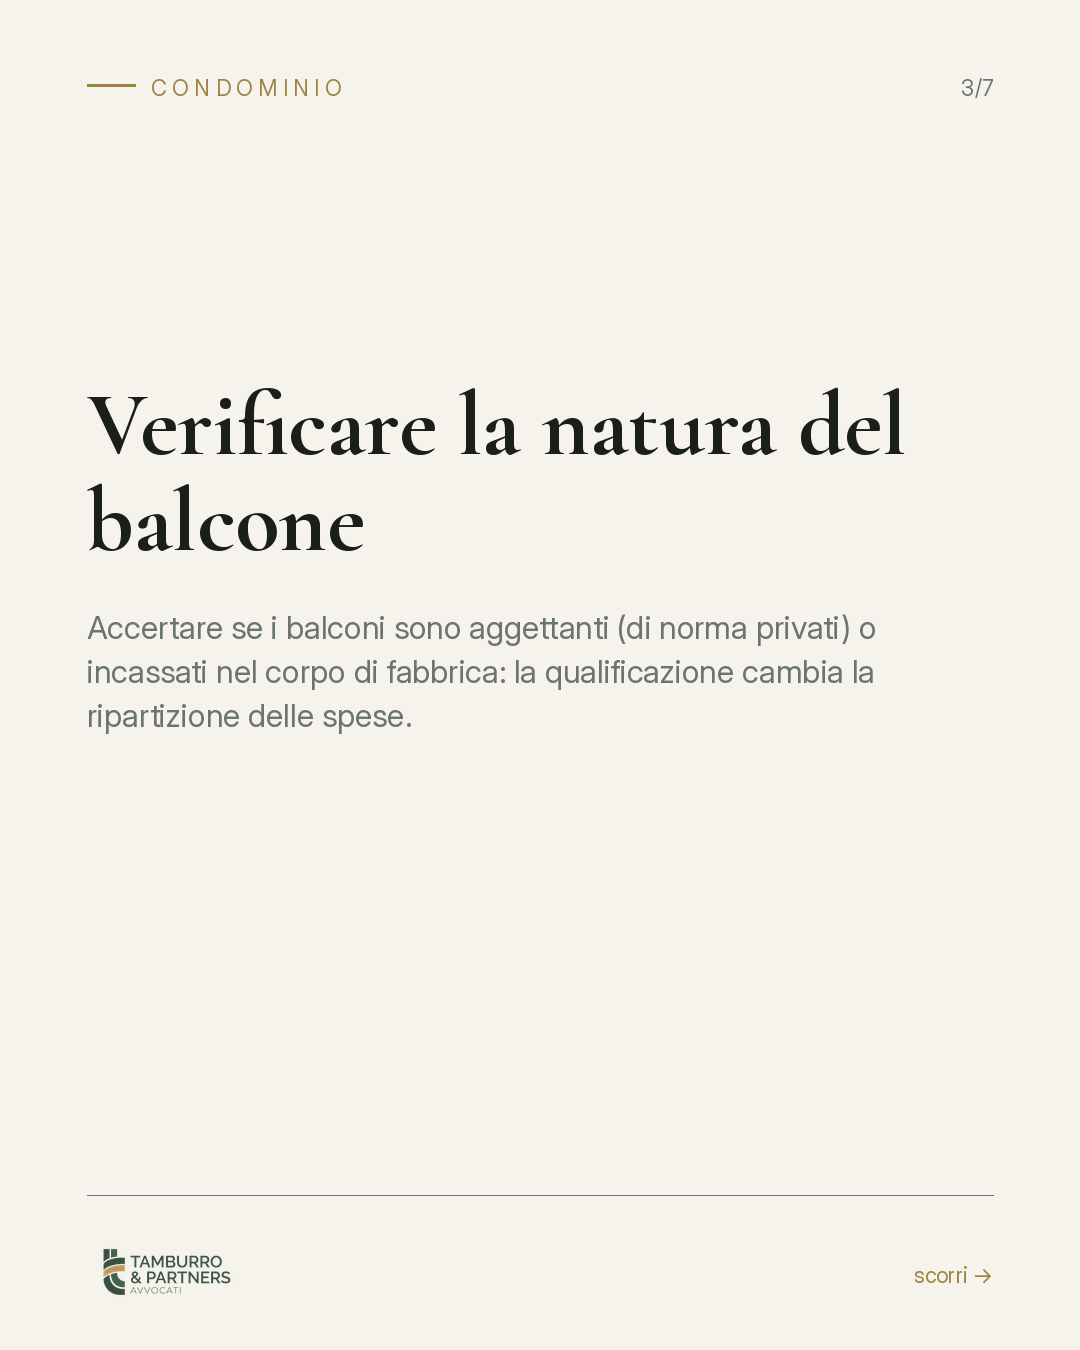 CONDOMINIO
3/7
Verificare la natura del
balcone
Accertare se i balconi sono aggettanti (di norma privati) o
incassati nel corpo di fabbrica: la qualificazione cambia la
ripartizione delle spese.
TAMBURRO
& PARTNERS
AVVOCATI
scorri →